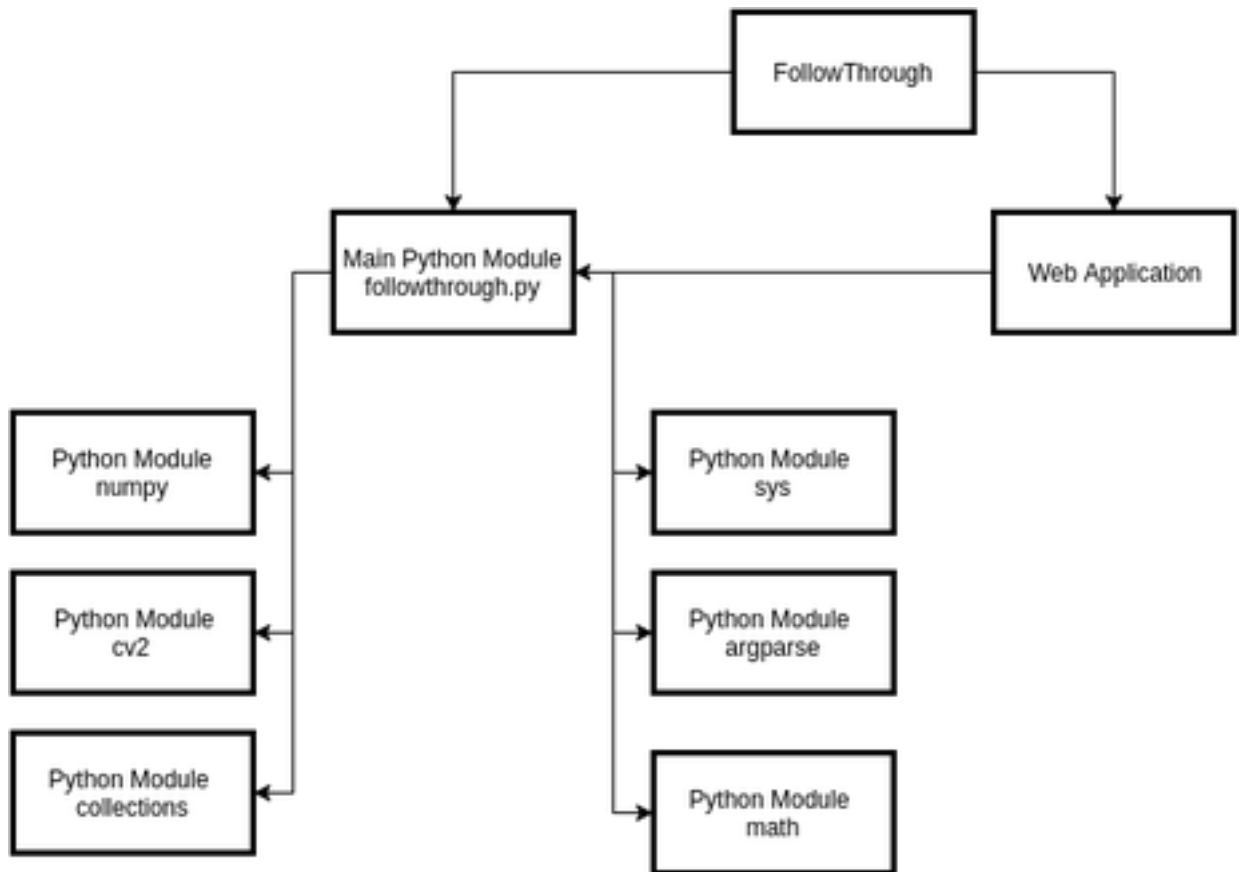 FollowThrough
Main Python Module
followthrough.py
Web Application
Python Module
numpy
Python Module
sys
Python Module
cv2
Python Module
argparse
Python Module
collections
Python Module
math